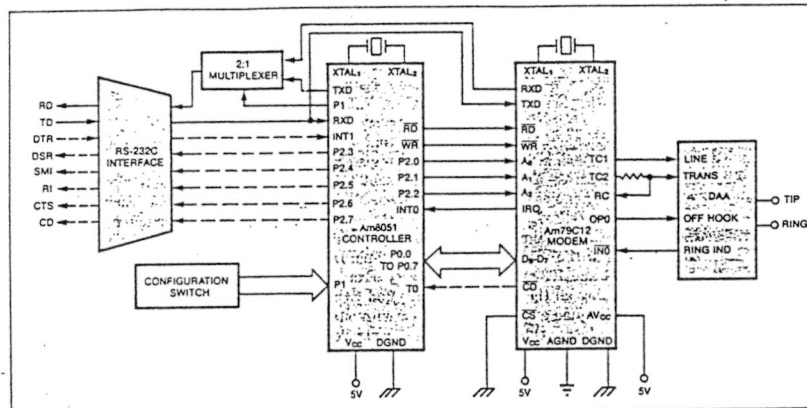 2:1
MULTIPLEXER
RS-232C
INTERFACE
RD
TD
DTR
DSR
SMI
RI
CTS
CD
CONFIGURATION
SWITCH
XTAL₁ XTAL₂
TXD
P1
RXD
INT1
P2.3
P2.4
P2.5
P2.6
P2.7
RD
WR
P2.0
P2.1
P2.2
INT0
Am8051
CONTROLLER
P0.0
TO P0.7
P1
T0
VCC DGND
5V
XTAL₁ XTAL₂
RXD
TXD
RD
WR
A₀
A₁
A₂
IRQ
TC1
TC2
RC
OP0
Am79C12
MODEM
IN0
D₀-D₇
CD
CS
AVCC
VCC AGND DGND
5V
5V
LINE
TRANS
DAA
OFF HOOK
RING IND
TIP
RING